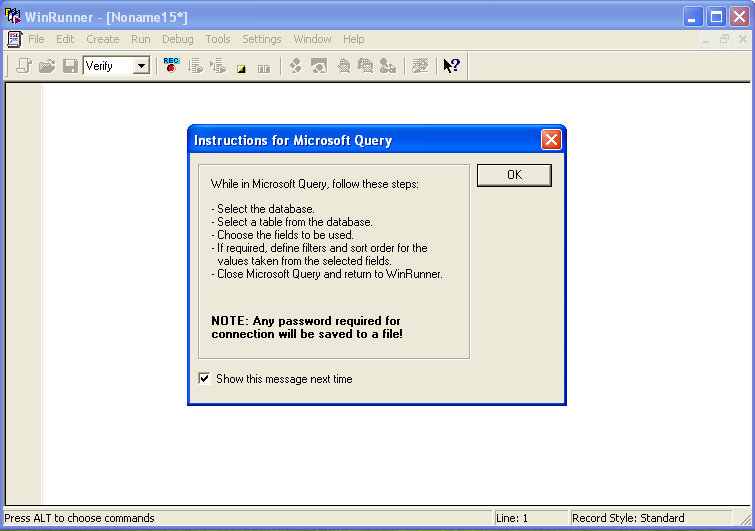 WinRunner - [Noname15*]
File Edit Create Run Debug Tools Settings Window Help
Verify REC
Instructions for Microsoft Query
OK
While in Microsoft Query, follow these steps:
- Select the database.
- Select a table from the database.
- Choose the fields to be used.
- If required, define filters and sort order for the
values taken from the selected fields.
- Close Microsoft Query and return to WinRunner.
NOTE: Any password required for
connection will be saved to a file!
Show this message next time
Press ALT to choose commands Line: 1 Record Style: Standard